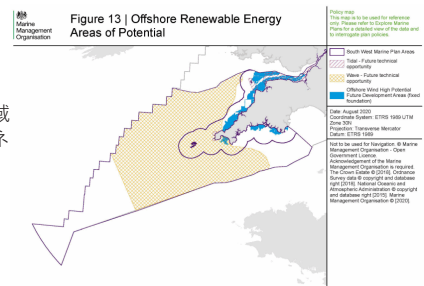 Marine
Management
Organisation
Figure 13 | Offshore Renewable Energy
Areas of Potential
域
ネ
Policy map
This map is to be used for reference
only. Please refer to Explore Marine
Plans for a detailed view of the data and
to interrogate plan policies.
South West Marine Plan Areas
Tidal - Future technical
opportunity
Wave - Future technical
opportunity
Offshore Wind High Potential
Future Development Areas (fixed
foundation)
Date: August 2020
Coordinate System: ETRS 1989 UTM
Zone 30N
Projection: Transverse Mercator
Datum: ETRS 1989
Not to be used for Navigation. © Marine
Management Organisation - Open
Government Licence.
Acknowledgement of the Marine
Management Organisation is required.
The Crown Estate © [2018]. Ordnance
Survey data © copyright and database
right [2018]. National Oceanic and
Atmospheric Administration © copyright
and database right [2015]. Marine
Management Organisation © [2020].